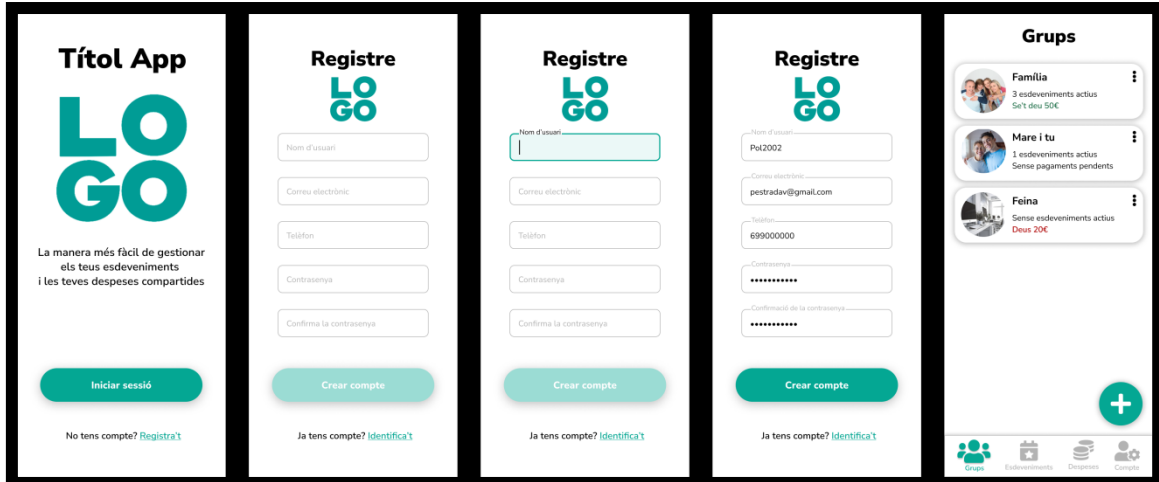 Títol App
LO
GO
La manera més fàcil de gestionar
els teus esdeveniments
i les teves despeses compartides
Iniciar sessió
No tens compte? Registra't
Registre
LO
GO
Nom d'usuari
Correu electrònic
Telèfon
Contrasenya
Confirma la contrasenya
Crear compte
Ja tens compte? Identifica't
Registre
LO
GO
Nom d'usuari
Correu electrònic
Telèfon
Contrasenya
Confirma la contrasenya
Crear compte
Ja tens compte? Identifica't
Registre
LO
GO
Nom d'usuari
Pol2002
Correu electrònic
pestradav@gmail.com
Telèfon
699000000
Contrasenya
•••••••••••
Confirmació de la contrasenya
•••••••••••
Crear compte
Ja tens compte? Identifica't
Grups
Família
3 esdeveniments actius
Se't deu 50€
Mare i tu
1 esdeveniments actius
Sense pagaments pendents
Feina
Sense esdeveniments actius
Deus 20€
Grups
Esdeveniments
Despeses
Compte